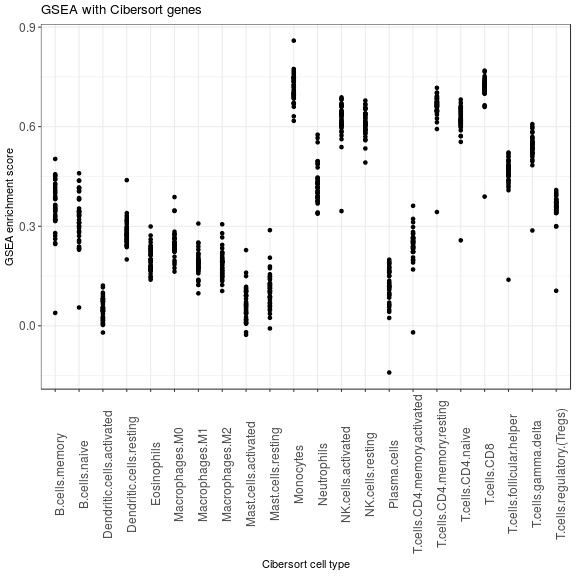 GSEA with Cibersort genes
GSEA enrichment score
0.9
0.6
0.3
0.0
B.cells.memory
B.cells.naive
Dendritic.cells.activated
Dendritic.cells.resting
Eosinophils
Macrophages.M0
Macrophages.M1
Macrophages.M2
Mast.cells.activated
Mast.cells.resting
Monocytes
Neutrophils
NK.cells.activated
NK.cells.resting
Plasma.cells
T.cells.CD4.memory.activated
T.cells.CD4.memory.resting
T.cells.CD4.naive
T.cells.CD8
T.cells.follicular.helper
T.cells.gamma.delta
T.cells.regulatory.(Tregs)
Cibersort cell type